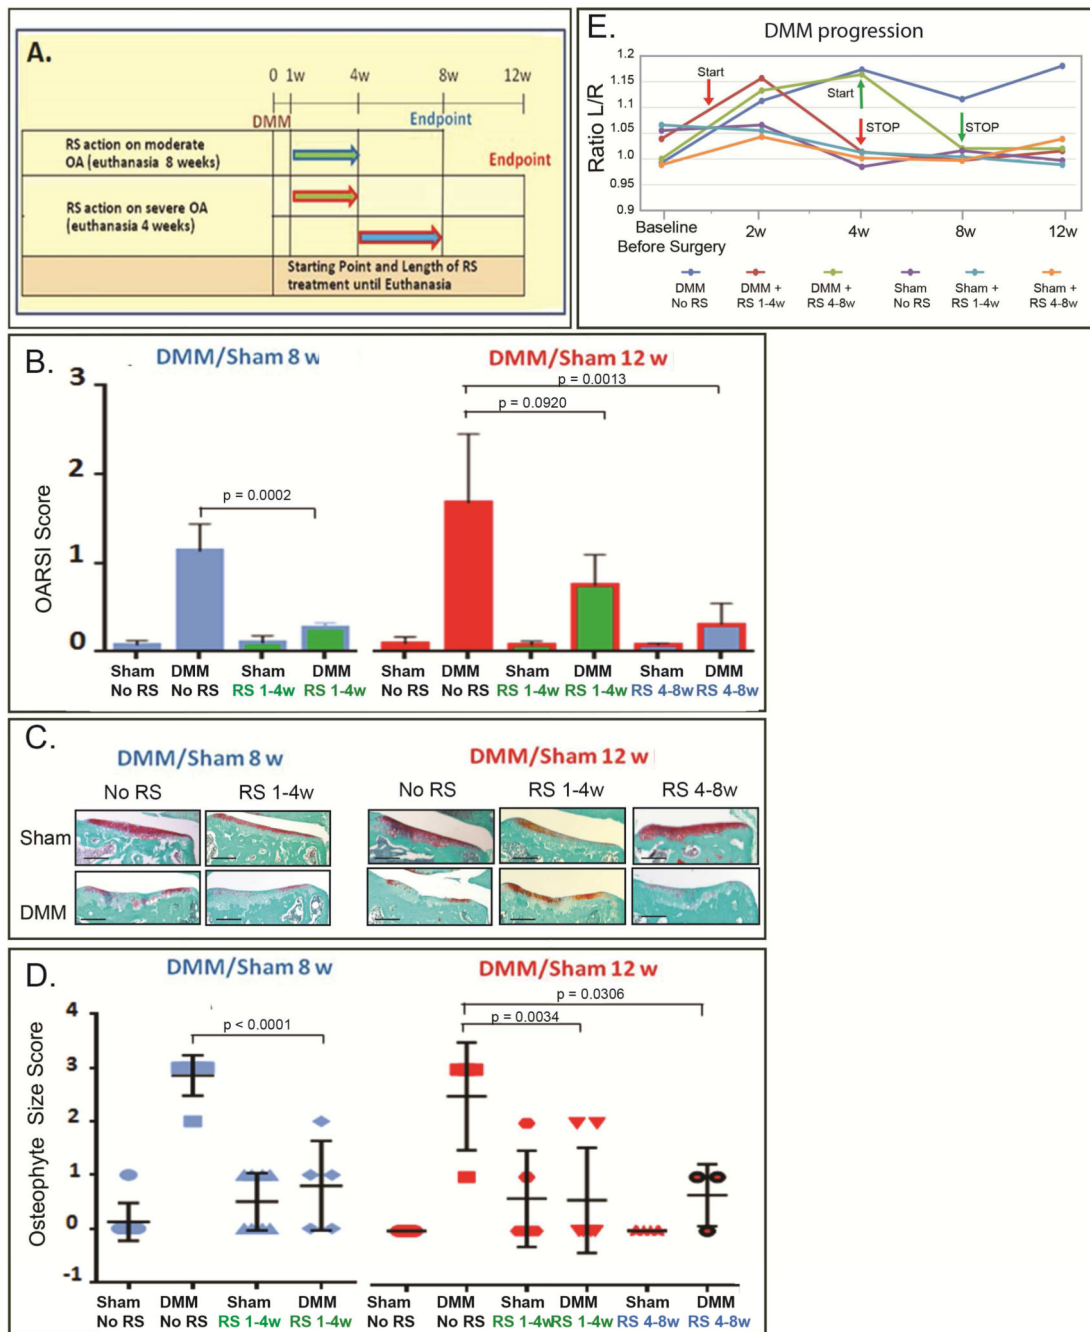 A.
0 1w 4w 8w 12w
DMM
Endpoint
Endpoint
RS action on moderate
OA (euthanasia 8 weeks)
RS action on severe OA
(euthanasia 4 weeks)
Starting Point and Length of RS
treatment until Euthanasia
E.
DMM progression
Ratio L/R
1.2
1.15
1.1
1.05
1.0
0.95
0.9
Start
Start
STOP
STOP
Baseline
Before Surgery
2w 4w 8w 12w
DMM
No RS
DMM +
RS 1-4w
DMM +
RS 4-8w
Sham
No RS
Sham +
RS 1-4w
Sham +
RS 4-8w
B.
DMM/Sham 8 w
DMM/Sham 12 w
OARSI Score
3
2
1
0
p = 0.0002
p = 0.0013
p = 0.0920
Sham
No RS
DMM
No RS
Sham
RS 1-4w
DMM
RS 1-4w
Sham
No RS
DMM
No RS
Sham
RS 1-4w
DMM
RS 1-4w
Sham
RS 4-8w
DMM
RS 4-8w
C.
DMM/Sham 8 w
DMM/Sham 12 w
No RS RS 1-4w No RS RS 1-4w RS 4-8w
Sham
DMM
D.
DMM/Sham 8 w
DMM/Sham 12 w
Osteophyte Size Score
4
3
2
1
0
-1
p < 0.0001
p = 0.0306
p = 0.0034
Sham
No RS
DMM
No RS
Sham
RS 1-4w
DMM
RS 1-4w
Sham
No RS
DMM
No RS
Sham
RS 1-4w
DMM
RS 1-4w
Sham
RS 4-8w
DMM
RS 4-8w